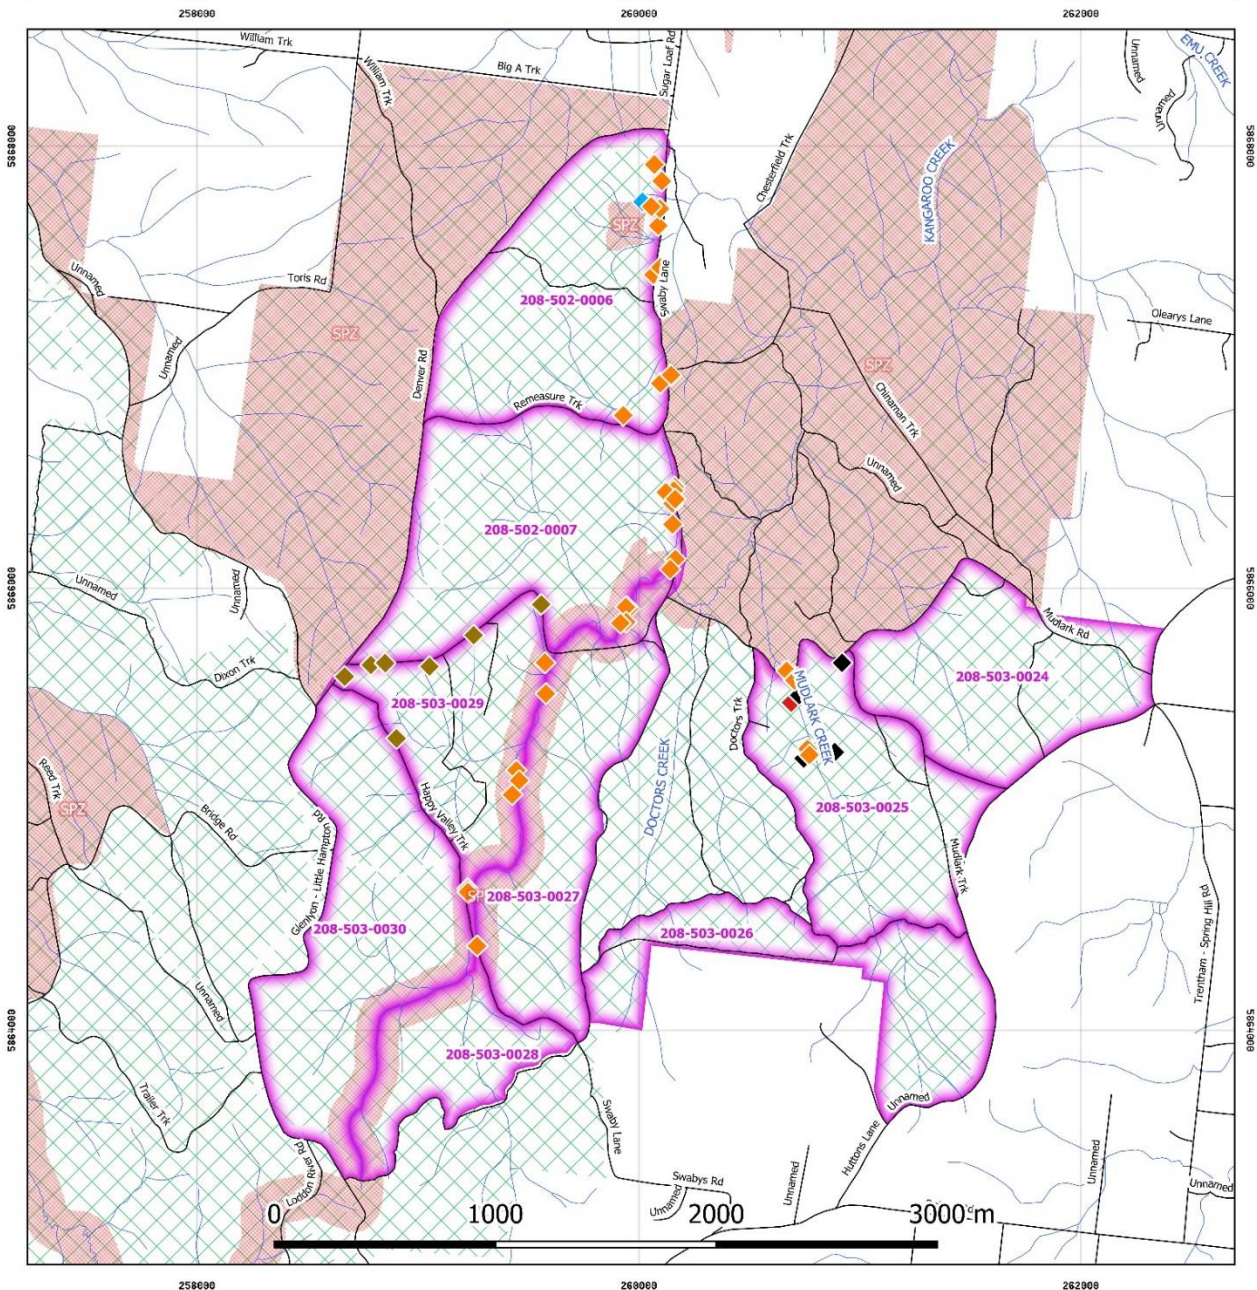 258000
260000
262000
William Trk
Big A Trk
Sugar Loaf Rd
William Trk
Unnamed
Unnamed
EMU CREEK
5868000
5868000
Chesterfield Trk
KANGAROO CREEK
SPZ
Unnamed
Toris Rd
208-502-0006
Swaby Lane
Olearys Lane
SPZ
Unnamed
Denver Rd
SPZ
Chinaman Trk
Remeasure Trk
Unnamed
208-502-0007
5866000
5866000
Unnamed
Unnamed
Mudlark Rd
Dixon Trk
208-503-0024
208-503-0029
MUDLARK CREEK
Doctors Trk
Reed Trk
DOCTORS CREEK
SPZ
Bridge Rd
Happy Valley Trk
208-503-0025
Glenlyon - Little Hampton Rd
Mudlark Trk
SP
208-503-0027
208-503-0030
208-503-0026
Trentham - Spring Hill Rd
Unnamed
5864000
5864000
208-503-0028
Trailer Trk
Swaby Lane
Unnamed
Huttons Lane
Loddon River Rd
Swabys Rd
Unnamed
Unnamed
Unnamed
Unnamed
0
1000
2000
3000 m
258000
260000
262000